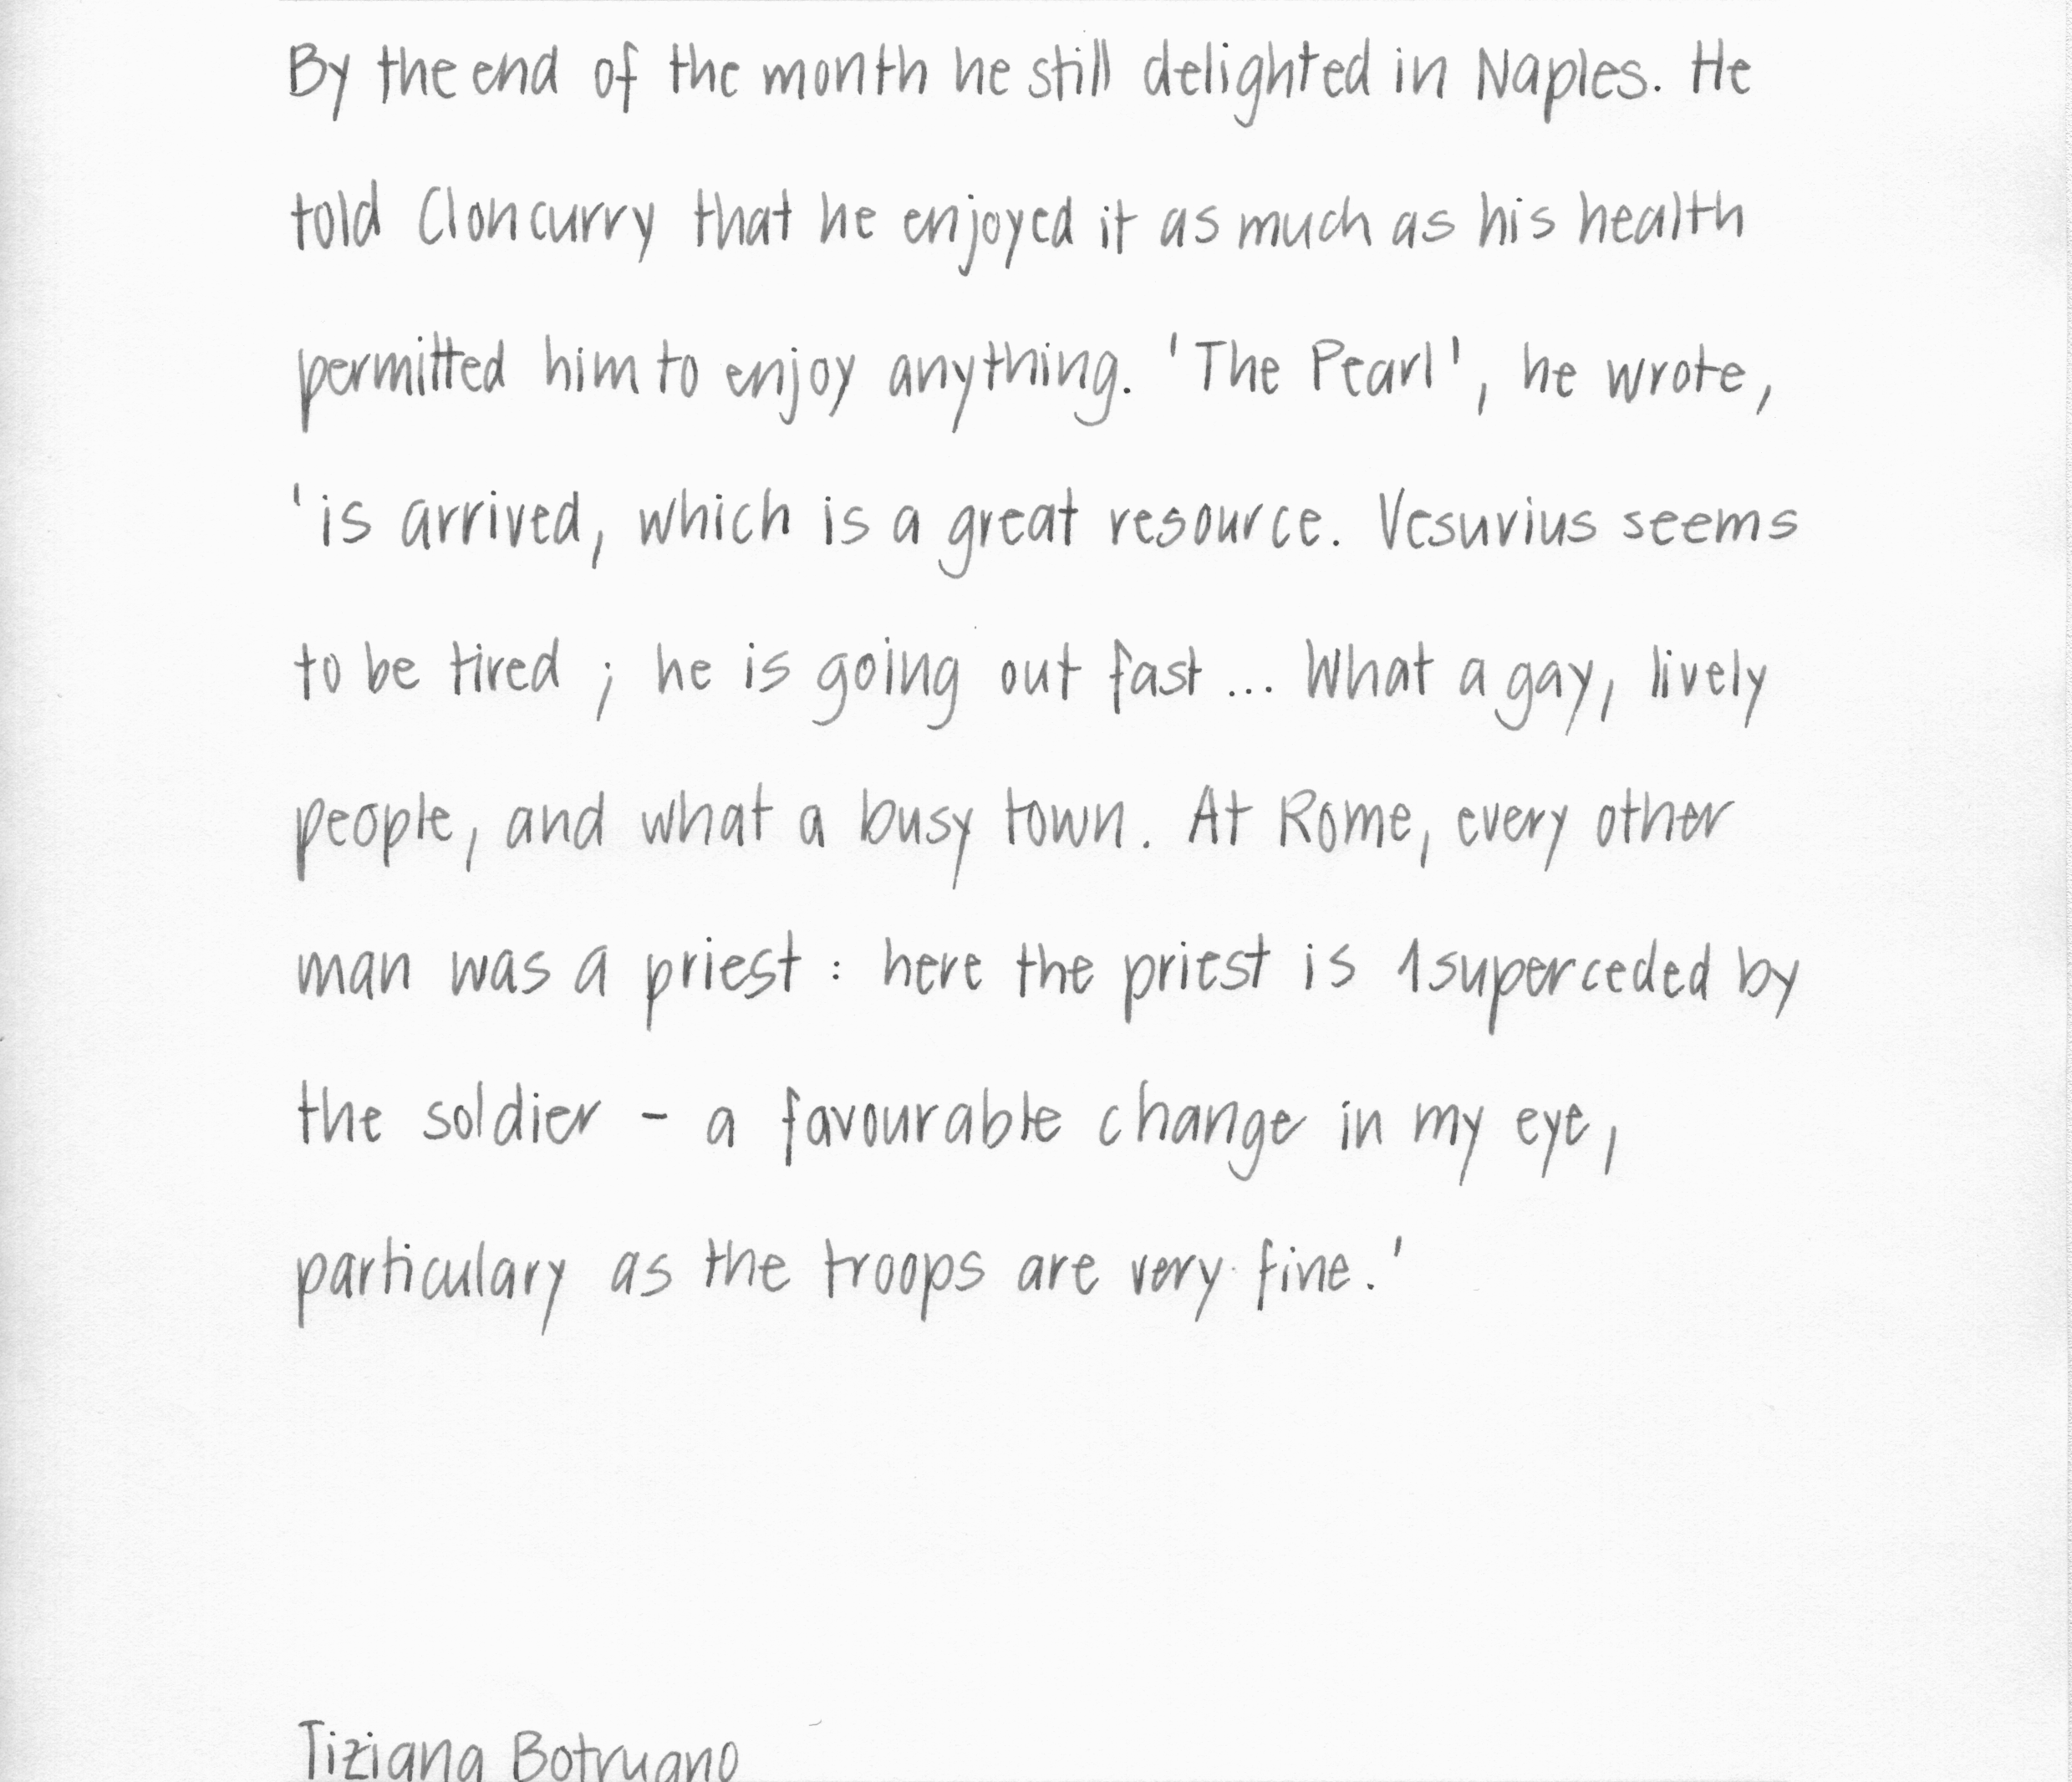 By the end of the month he still delighted in Naples. He
told Cloncurry that he enjoyed it as much as his health
permitted him to enjoy anything. 'The Pearl', he wrote,
'is arrived, which is a great resource. Vesuvius seems
to be tired ; he is going out fast ... What a gay, lively
people, and what a busy town. At Rome, every other
man was a priest : here the priest is 1superceded by
the soldier - a favourable change in my eye,
particulary as the troops are very fine.'
Tiziana Botrugno